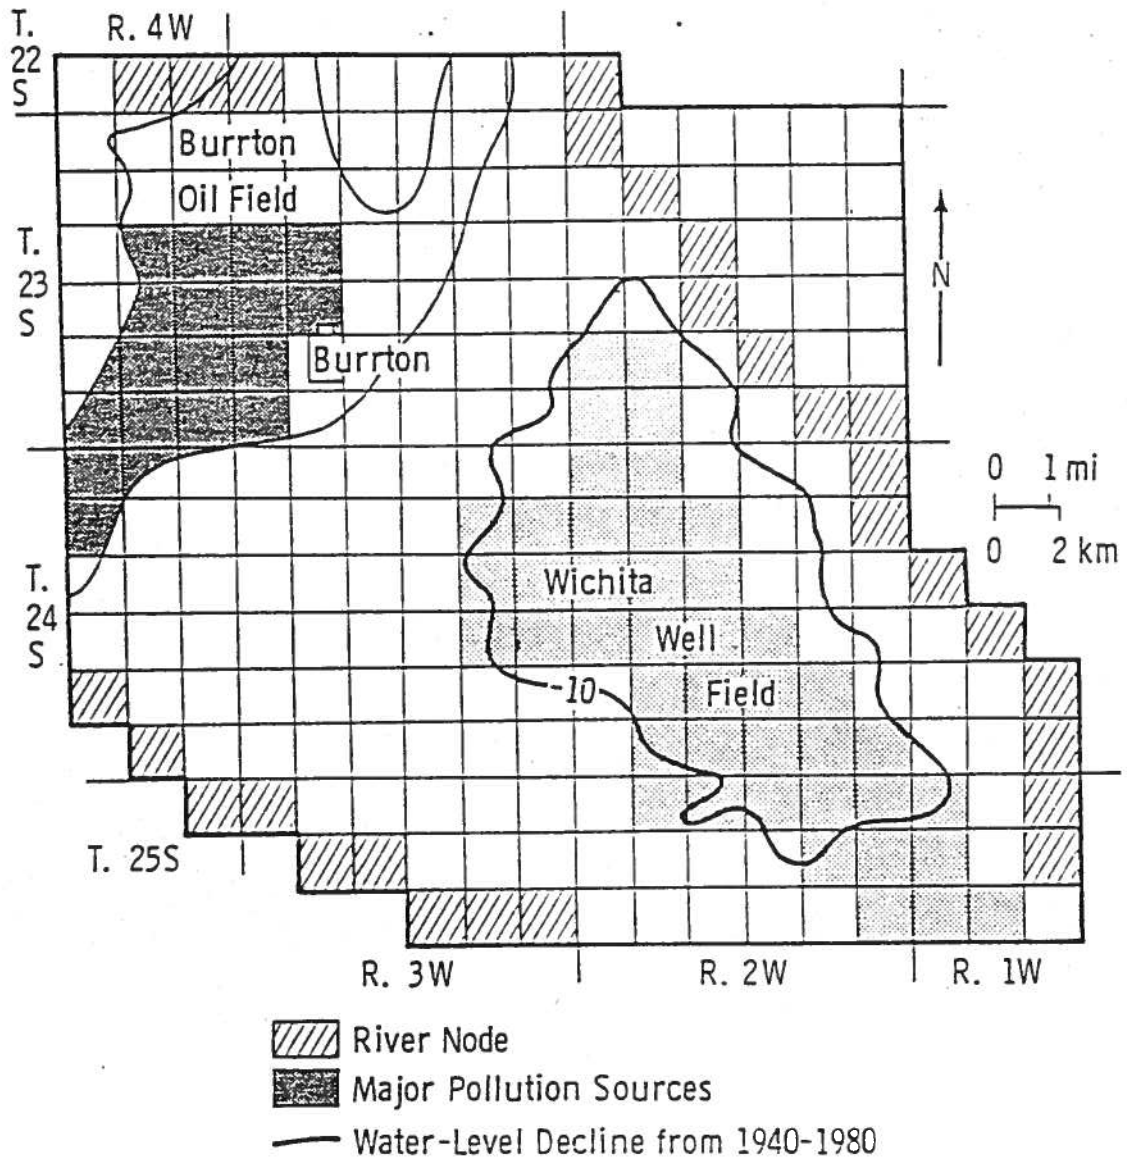 T.
22
S
R. 4W
Burrton
Oil Field
T.
23
S
N
Burrton
0 1 mi
0 2 km
T.
24
S
Wichita
Well
Field
-10
T. 25S
R. 3W
R. 2W
R. 1W
River Node
Major Pollution Sources
Water-Level Decline from 1940-1980